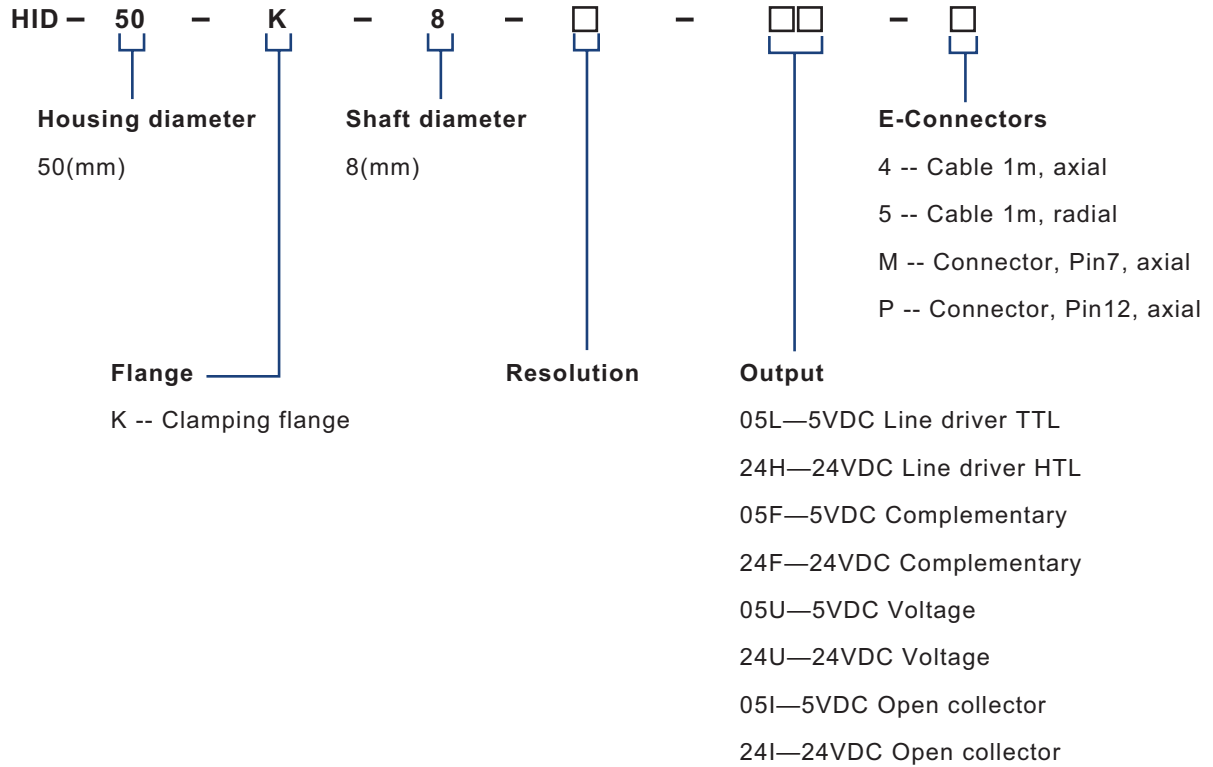 HID – 50 – K – 8 – □ – □□ – □
Housing diameter
50(mm)
Shaft diameter
8(mm)
E-Connectors
4 -- Cable 1m, axial
5 -- Cable 1m, radial
M -- Connector, Pin7, axial
P -- Connector, Pin12, axial
Flange
K -- Clamping flange
Resolution
Output
05L—5VDC Line driver TTL
24H—24VDC Line driver HTL
05F—5VDC Complementary
24F—24VDC Complementary
05U—5VDC Voltage
24U—24VDC Voltage
05I—5VDC Open collector
24I—24VDC Open collector